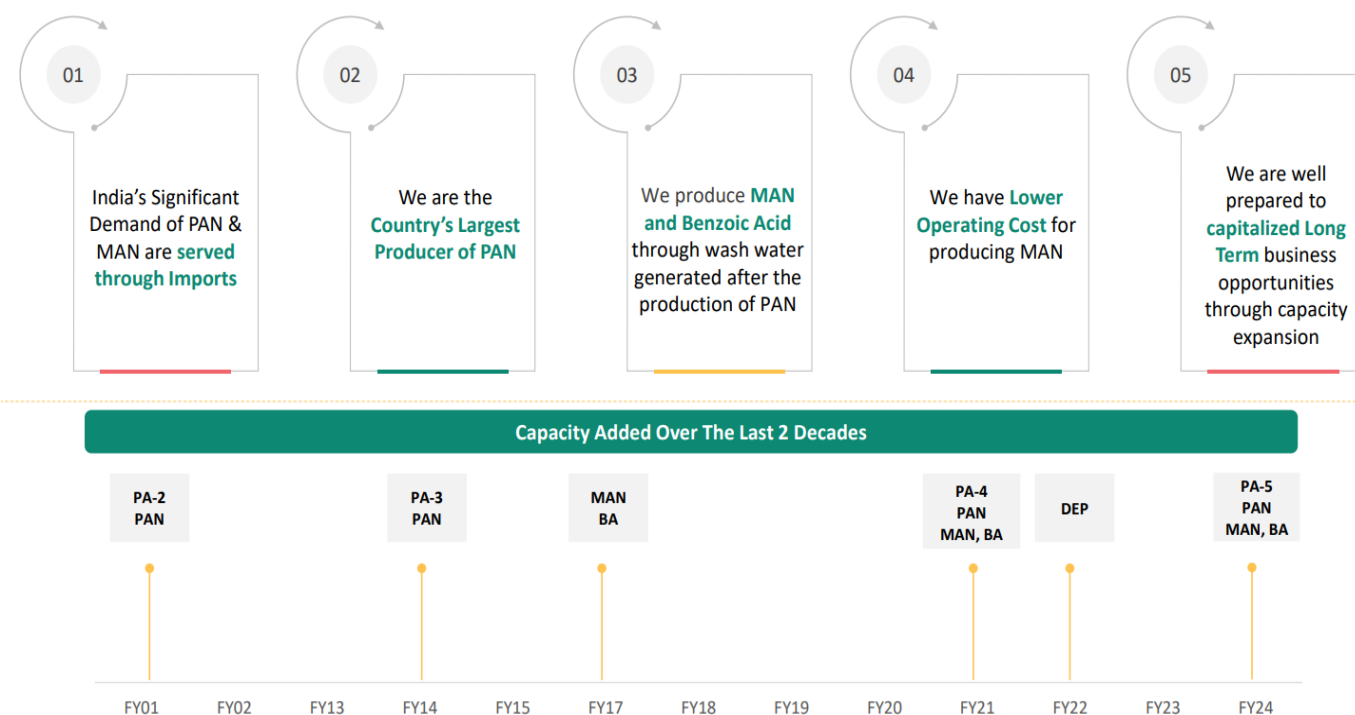 01
India's Significant
Demand of PAN &
MAN are served
through Imports
02
We are the
Country's Largest
Producer of PAN
03
We produce MAN
and Benzoic Acid
through wash water
generated after the
production of PAN
04
We have Lower
Operating Cost for
producing MAN
05
We are well
prepared to
capitalized Long
Term business
opportunities
through capacity
expansion
Capacity Added Over The Last 2 Decades
PA-2
PAN
PA-3
PAN
MAN
BA
PA-4
PAN
MAN, BA
DEP
PA-5
PAN
MAN, BA
FY01 FY02 FY13 FY14 FY15 FY17 FY18 FY19 FY20 FY21 FY22 FY23 FY24